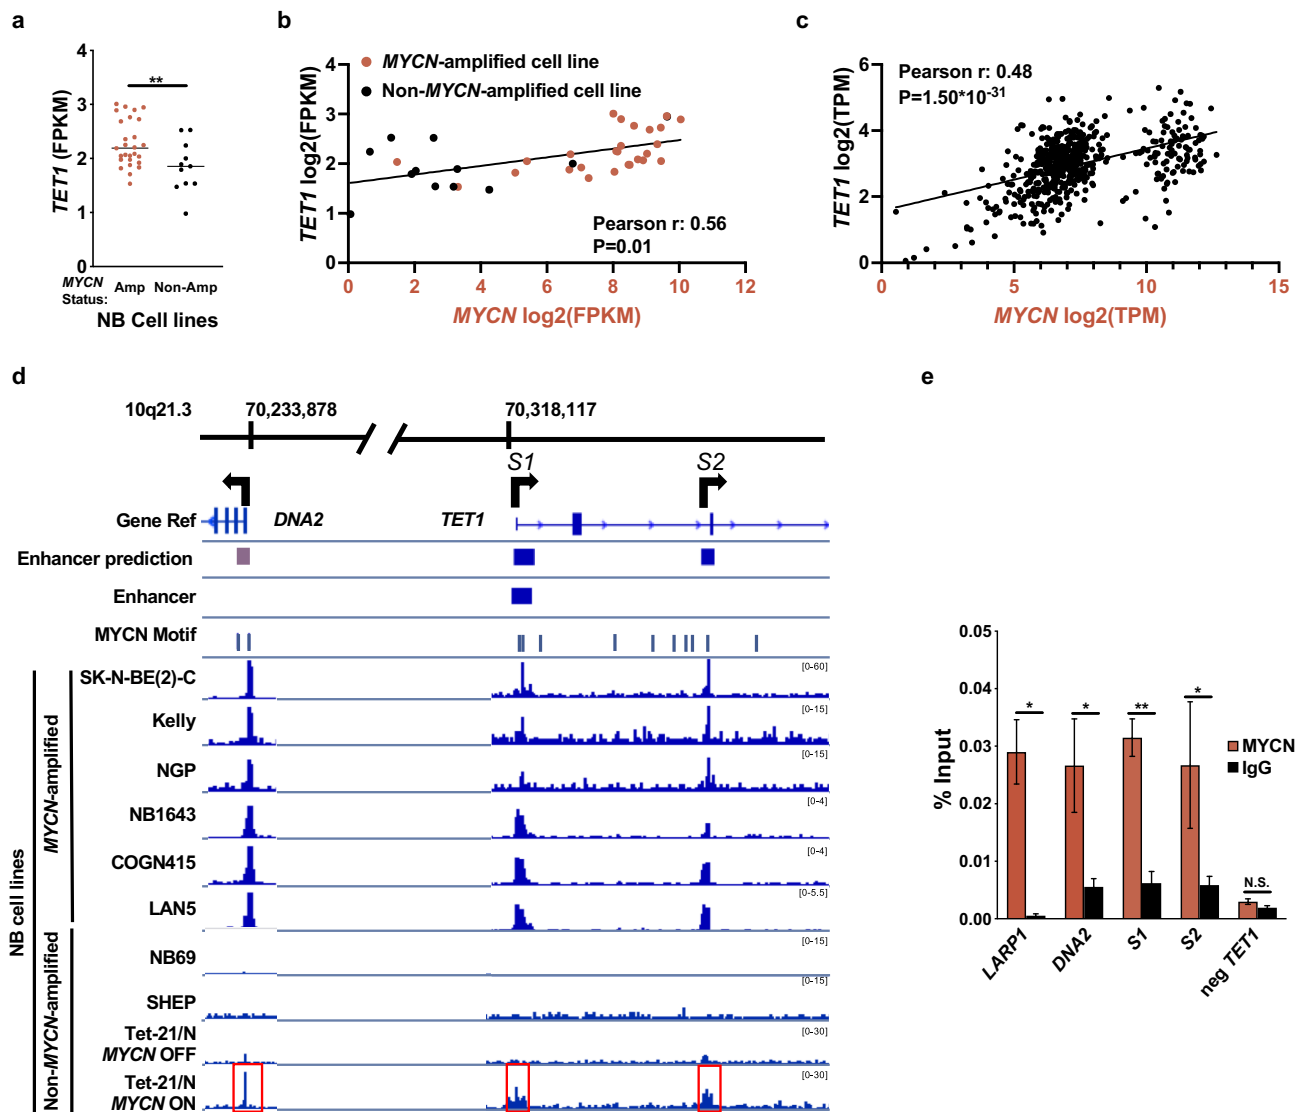 a
TET1 (FPKM)
4
3
2
1
0
**
MYCN
Status:
Amp Non-Amp
NB Cell lines
b
MYCN-amplified cell line
Non-MYCN-amplified cell line
TET1 log2(FPKM)
4
3
2
1
0
Pearson r: 0.56
P=0.01
0 2 4 6 8 10 12
MYCN log2(FPKM)
c
Pearson r: 0.48
P=1.50*10-31
TET1 log2(TPM)
6
4
2
0
0 5 10 15
MYCN log2(TPM)
d
10q21.3 70,233,878 70,318,117
S1 S2
Gene Ref DNA2 TET1
Enhancer prediction
Enhancer
MYCN Motif
NB cell lines
MYCN-amplified
SK-N-BE(2)-C [0-60]
Kelly [0-15]
NGP [0-15]
NB1643 [0-4]
COGN415 [0-4]
LAN5 [0-5.5]
Non-MYCN-amplified
NB69 [0-15]
SHEP [0-15]
Tet-21/N
MYCN OFF [0-30]
Tet-21/N
MYCN ON [0-30]
e
% Input
0.05
0.04
0.03
0.02
0.01
0.00
* * ** * N.S.
MYCN
IgG
LARP1 DNA2 S1 S2 neg TET1